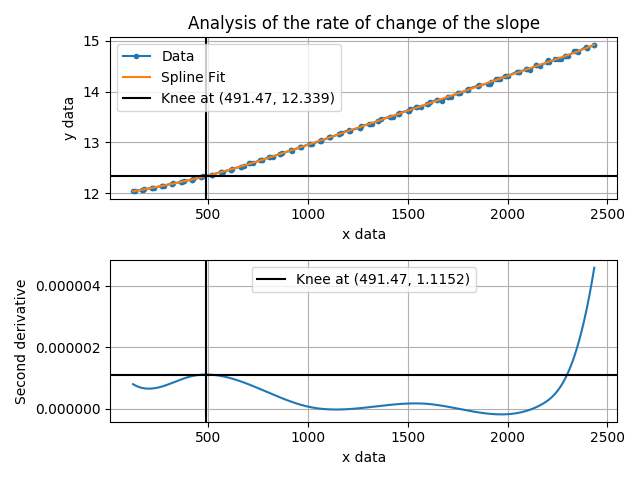 Analysis of the rate of change of the slope
15
14
13
12
y data
Data
Spline Fit
Knee at (491.47, 12.339)
500
1000
1500
2000
2500
x data
0.000004
0.000002
0.000000
Second derivative
Knee at (491.47, 1.1152)
500
1000
1500
2000
2500
x data